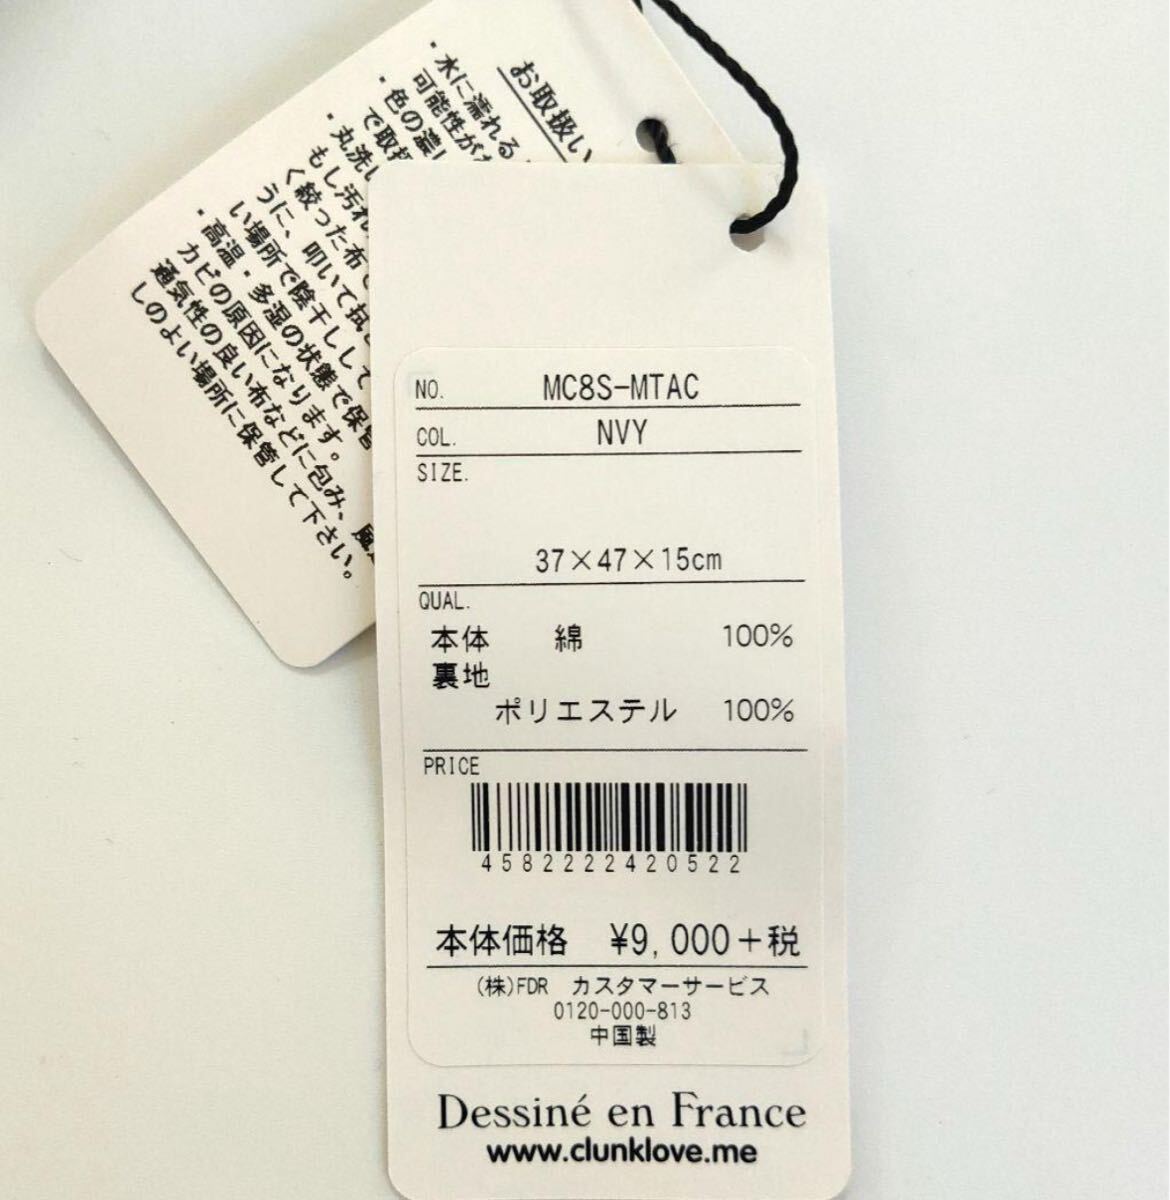 お取扱い
・水に濡れる
可能性が
・色の濃
で取扱
・丸洗い
もし汚れ
く絞った布で
うに、叩いて拭
い場所で陰干しして
・高温・多湿の状態で保管
カビの原因になります。
通気性の良い布などに包み、風通
しのよい場所に保管して下さい。
NO. MC8S-MTAC
COL. NVY
SIZE.
37×47×15cm
QUAL.
本体 綿 100%
裏地
ポリエステル 100%
PRICE
4582222420522
本体価格 ¥9,000+税
(株)FDR カスタマーサービス
0120-000-813
中国製
Dessiné en France
www.clunklove.me